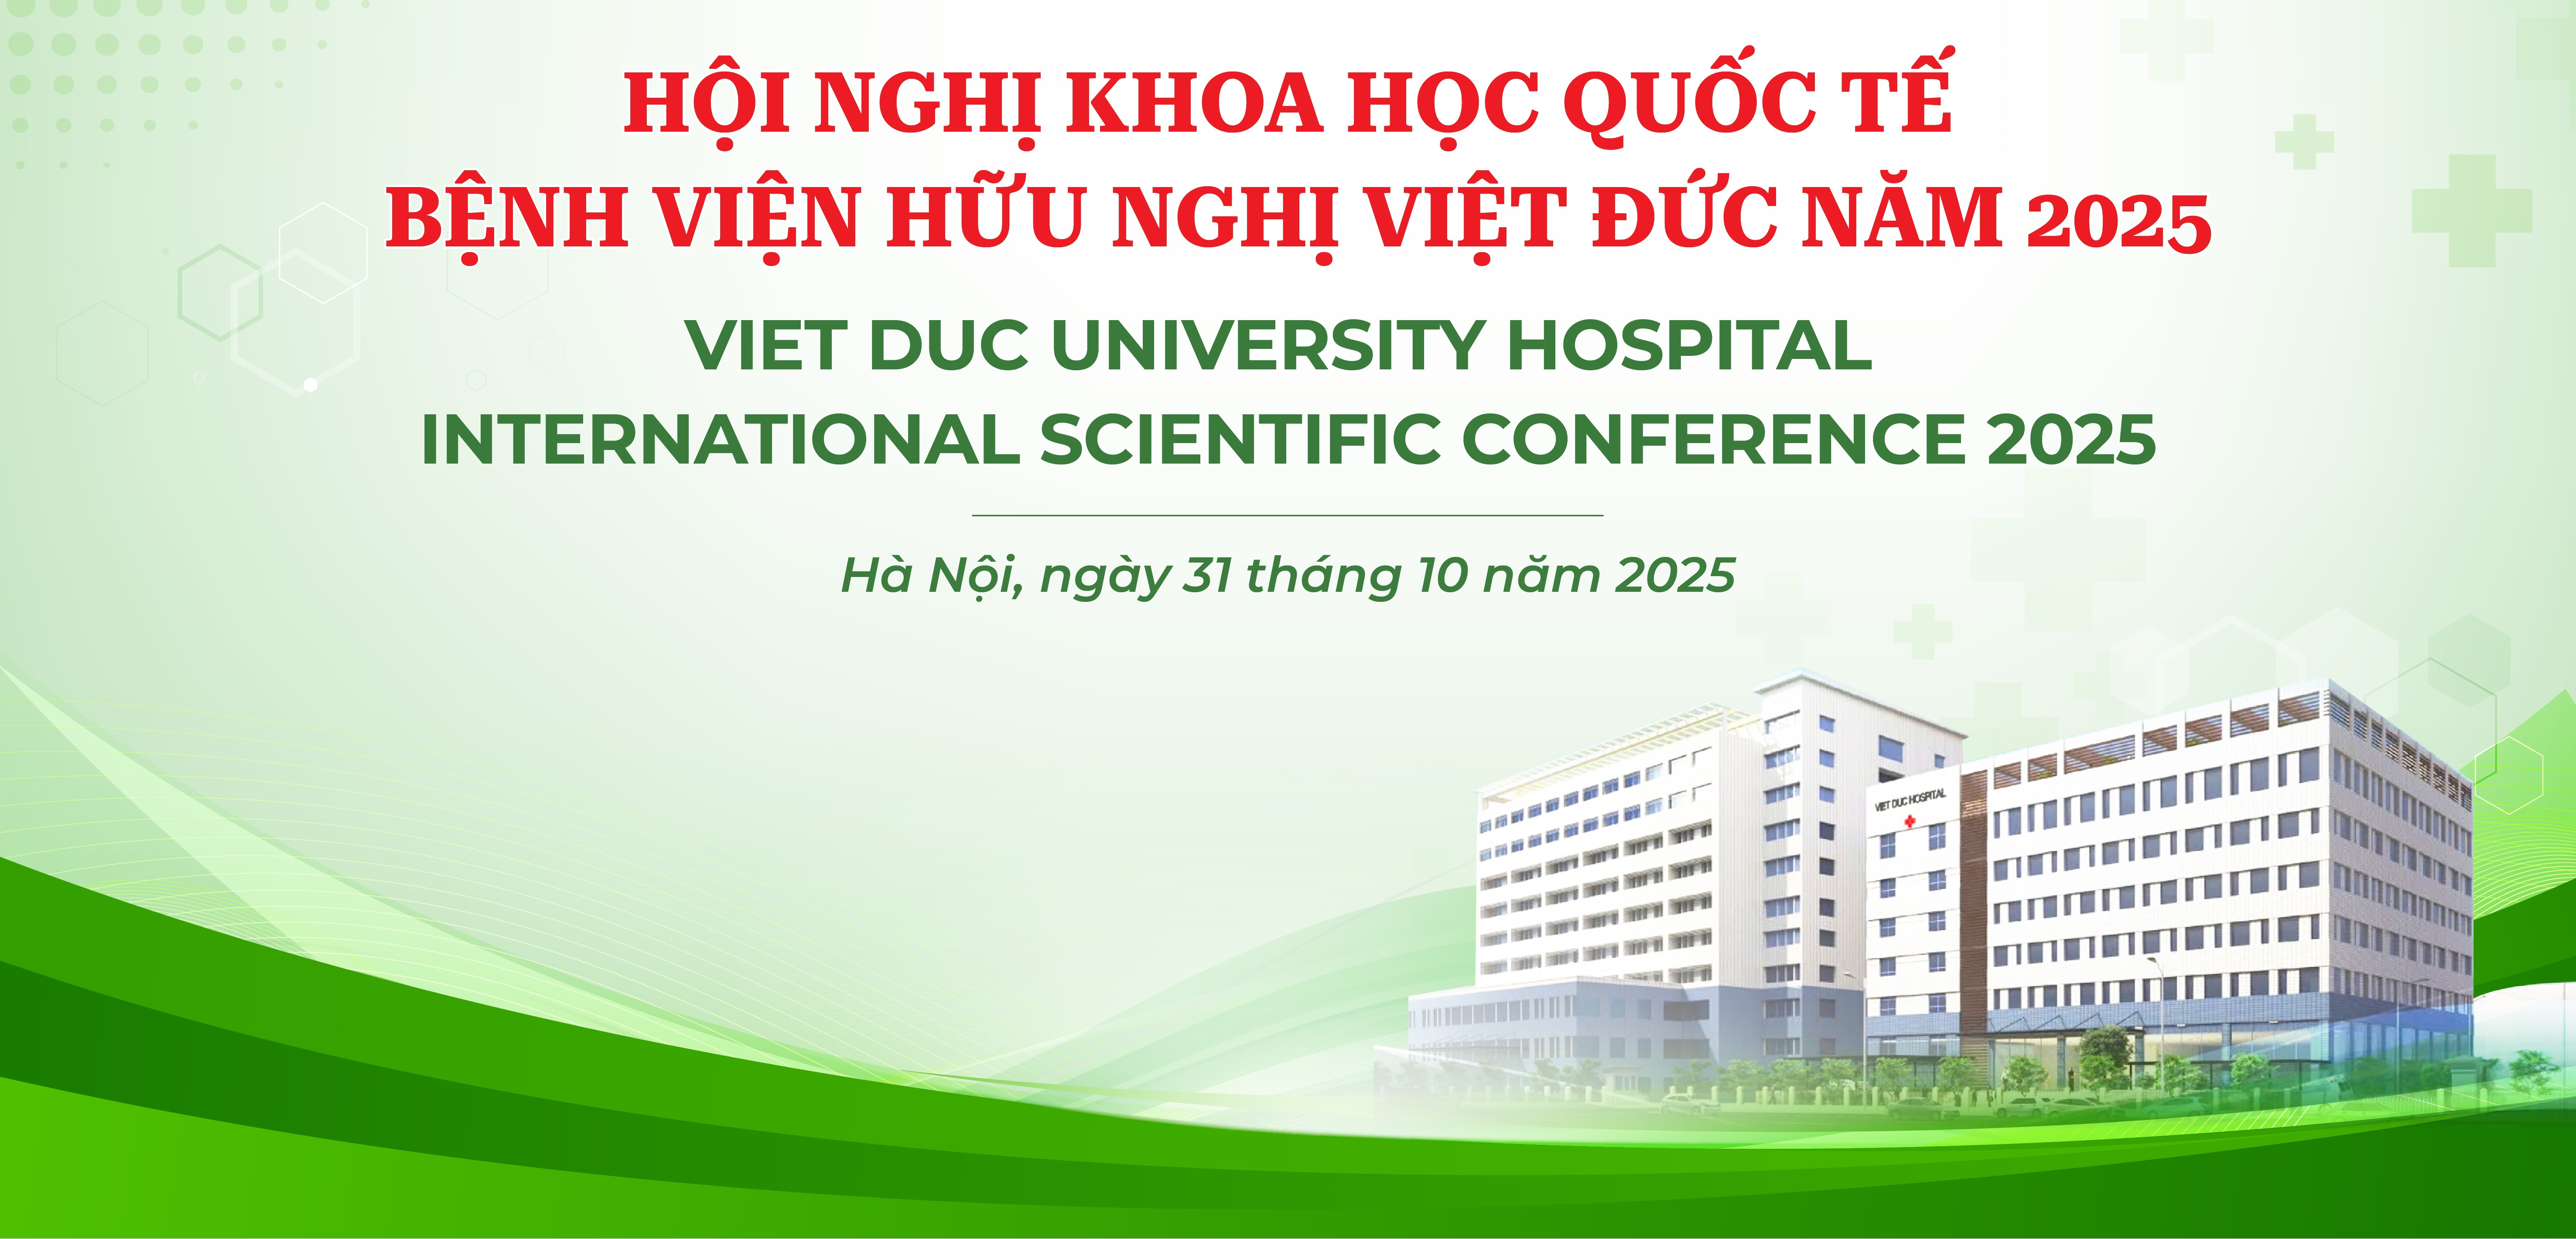 HỘI NGHỊ KHOA HỌC QUỐC TẾ
BỆNH VIỆN HỮU NGHỊ VIỆT ĐỨC NĂM 2025
VIET DUC UNIVERSITY HOSPITAL
INTERNATIONAL SCIENTIFIC CONFERENCE 2025
Hà Nội, ngày 31 tháng 10 năm 2025
VIET DUC HOSPITAL